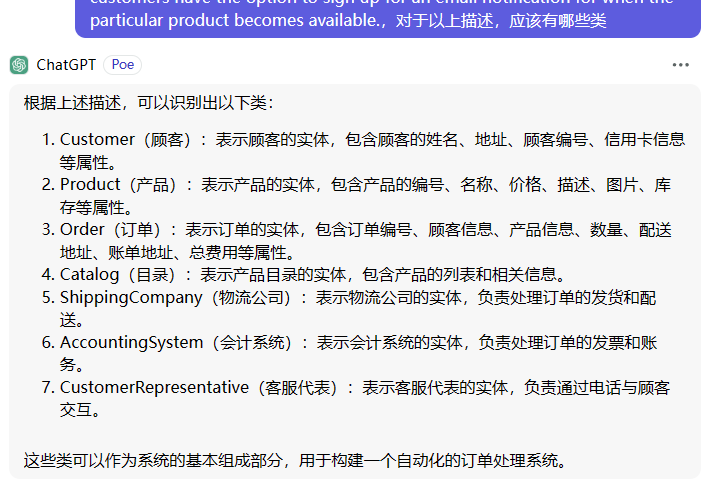 customers have the option to sign up for an email notification for when the
particular product becomes available.，对于以上描述，应该有哪些类
ChatGPT Poe
根据上述描述，可以识别出以下类：
1. Customer（顾客）：表示顾客的实体，包含顾客的姓名、地址、顾客编号、信用卡信息
等属性。
2. Product（产品）：表示产品的实体，包含产品的编号、名称、价格、描述、图片、库
存等属性。
3. Order（订单）：表示订单的实体，包含订单编号、顾客信息、产品信息、数量、配送
地址、账单地址、总费用等属性。
4. Catalog（目录）：表示产品目录的实体，包含产品的列表和相关信息。
5. ShippingCompany（物流公司）：表示物流公司的实体，负责处理订单的发货和配
送。
6. AccountingSystem（会计系统）：表示会计系统的实体，负责处理订单的发票和账
务。
7. CustomerRepresentative（客服代表）：表示客服代表的实体，负责通过电话与顾客
交互。
这些类可以作为系统的基本组成部分，用于构建一个自动化的订单处理系统。